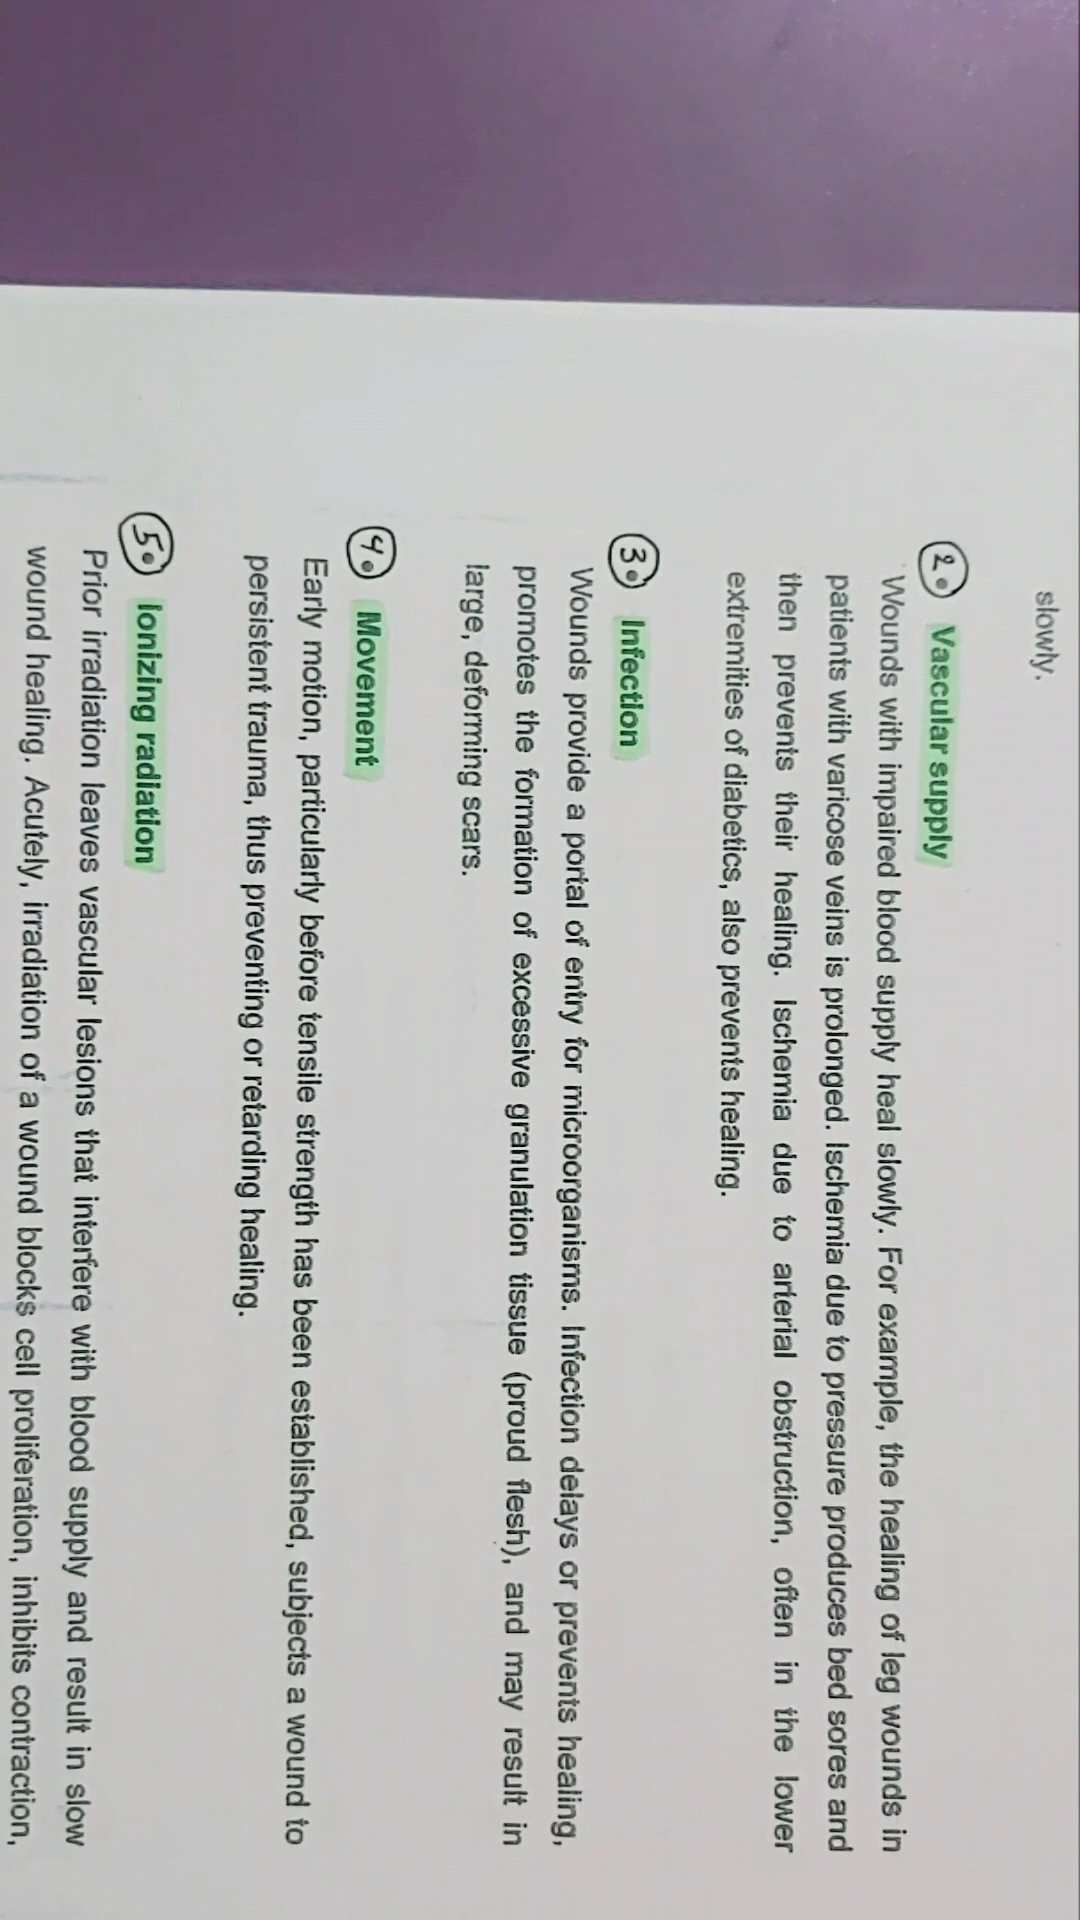 slowly.
2. Vascular supply
Wounds with impaired blood supply heal slowly. For example, the healing of leg wounds in
patients with varicose veins is prolonged. Ischemia due to pressure produces bed sores and
then prevents their healing. Ischemia due to arterial obstruction, often in the lower
extremities of diabetics, also prevents healing.
3. Infection
Wounds provide a portal of entry for microorganisms. Infection delays or prevents healing,
promotes the formation of excessive granulation tissue (proud flesh), and may result in
large, deforming scars.
4. Movement
Early motion, particularly before tensile strength has been established, subjects a wound to
persistent trauma, thus preventing or retarding healing.
5. Ionizing radiation
Prior irradiation leaves vascular lesions that interfere with blood supply and result in slow
wound healing. Acutely, irradiation of a wound blocks cell proliferation, inhibits contraction,